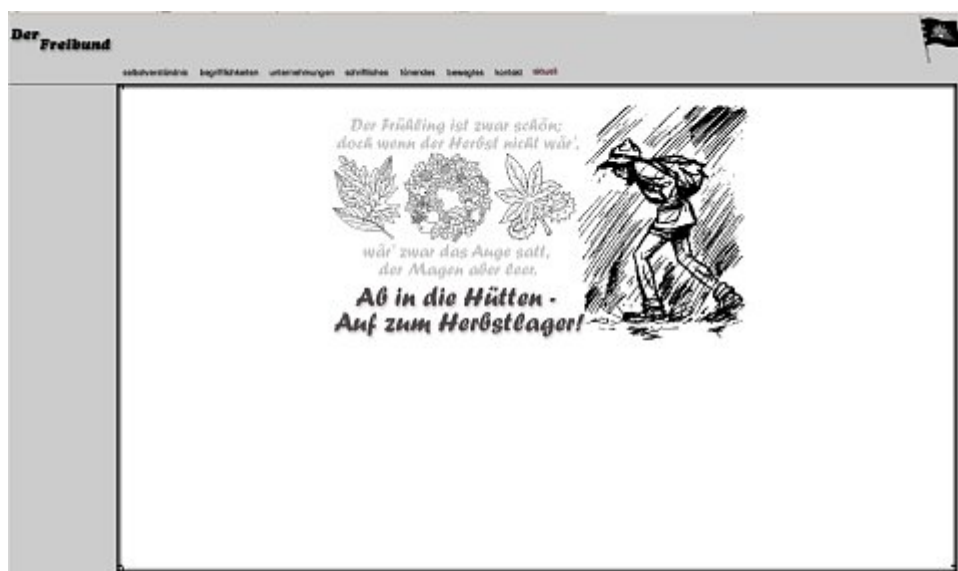 Der
Freibund
selbstverständnis begrifflichkeiten unternehmungen schriftliches tönendes bewegtes kontakt aktuell
Der Frühling ist zwar schön;
doch wenn der Herbst nicht wär',
wär' zwar das Auge satt,
der Magen aber leer.
Ab in die Hütten -
Auf zum Herbstlager!